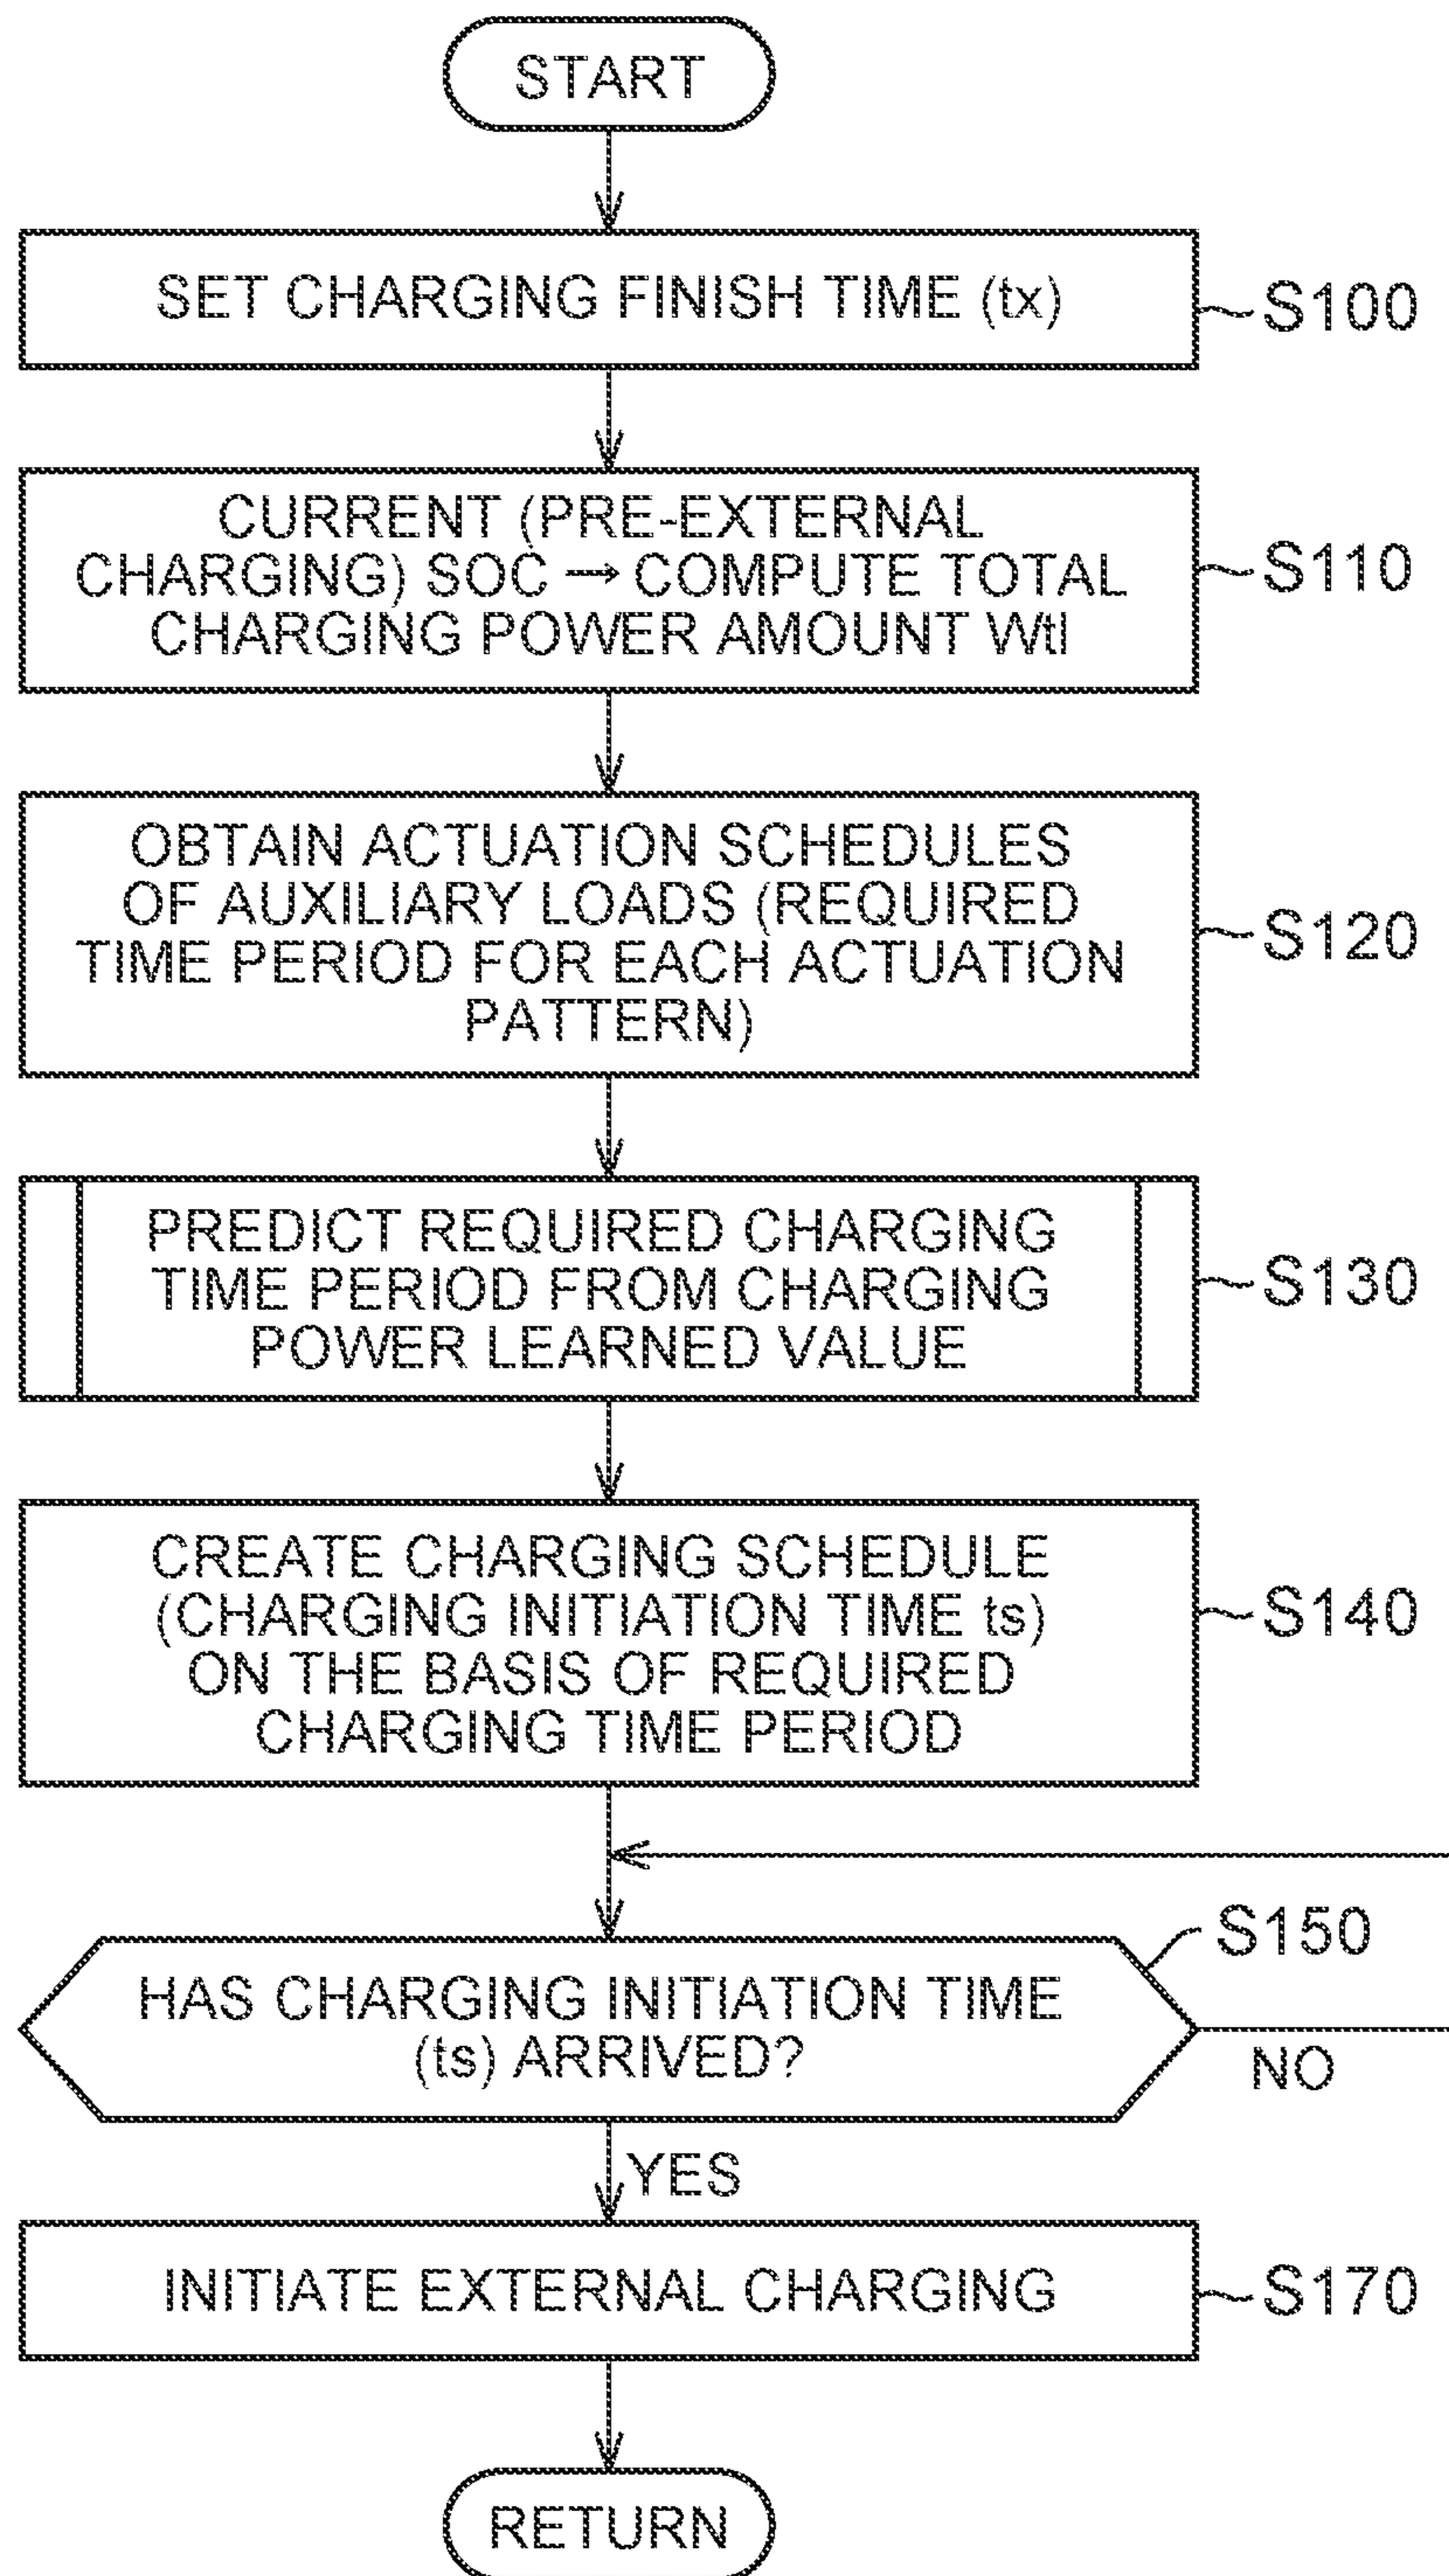 START
SET CHARGING FINISH TIME (tx)
S100
CURRENT (PRE-EXTERNAL
CHARGING) SOC → COMPUTE TOTAL
CHARGING POWER AMOUNT Wtl
S110
OBTAIN ACTUATION SCHEDULES
OF AUXILIARY LOADS (REQUIRED
TIME PERIOD FOR EACH ACTUATION
PATTERN)
S120
PREDICT REQUIRED CHARGING
TIME PERIOD FROM CHARGING
POWER LEARNED VALUE
S130
CREATE CHARGING SCHEDULE
(CHARGING INITIATION TIME ts)
ON THE BASIS OF REQUIRED
CHARGING TIME PERIOD
S140
S150
HAS CHARGING INITIATION TIME
(ts) ARRIVED?
NO
YES
INITIATE EXTERNAL CHARGING
S170
RETURN